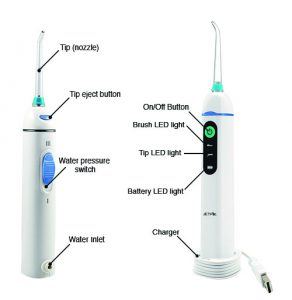 Tip (nozzle)
Tip eject button
On/Off Button
Brush LED light
Tip LED light
Water pressure
switch
Battery LED light
Charger
Water Inlet